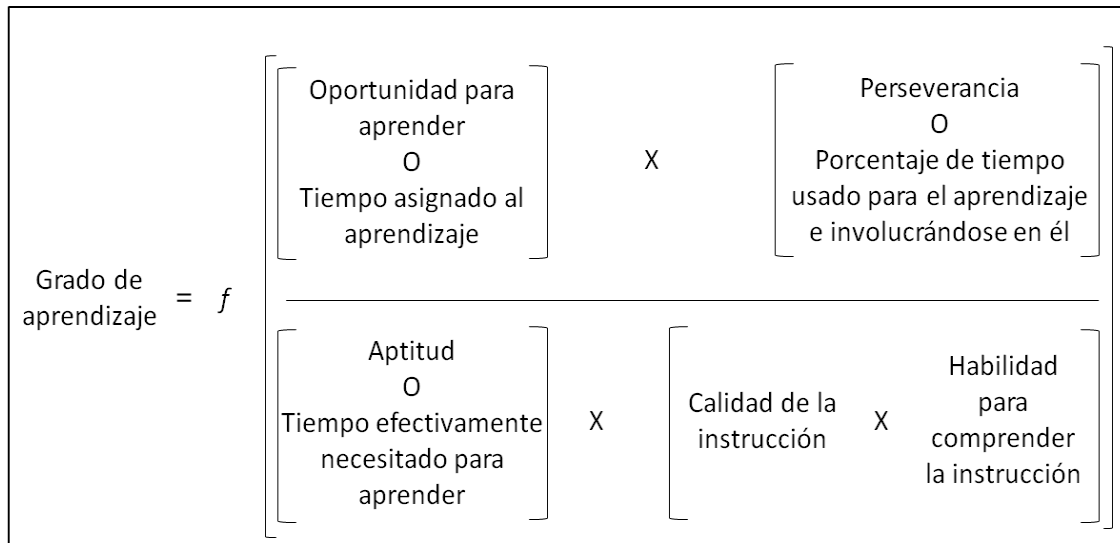 Oportunidad para
aprender
O
Tiempo asignado al
aprendizaje
X
Perseverancia
O
Porcentaje de tiempo
usado para el aprendizaje
e involucrándose en él
Grado de
aprendizaje
= f
Aptitud
O
Tiempo efectivamente
necesitado para
aprender
X
Calidad de la
instrucción
X
Habilidad
para
comprender
la instrucción